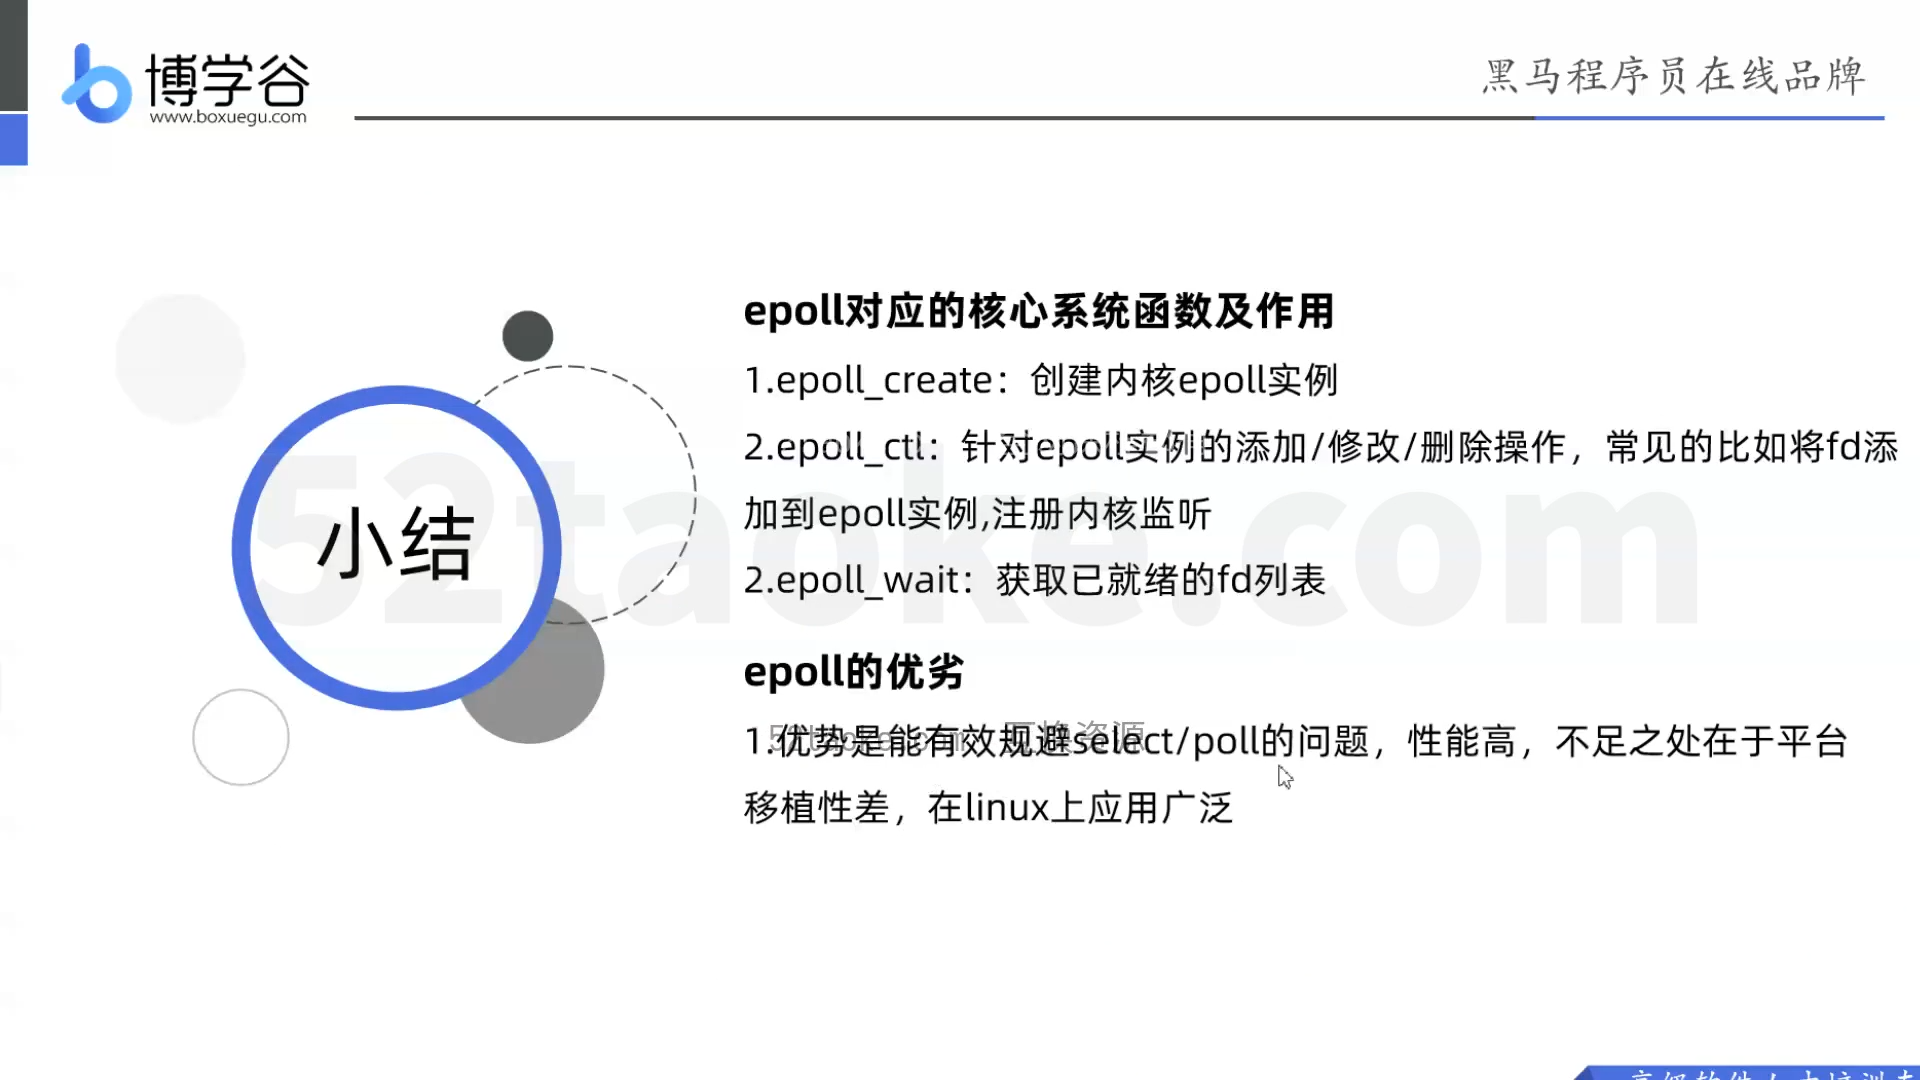 博学谷
www.boxuegu.com
黑马程序员在线品牌
小结
epoll对应的核心系统函数及作用
1.epoll_create：创建内核epoll实例
2.epoll_ctl：针对epoll实例的添加/修改/删除操作，常见的比如将fd添
加到epoll实例,注册内核监听
2.epoll_wait：获取已就绪的fd列表
52taoke.com
epoll的优劣
1.优势是能有效规避select/poll的问题，性能高，不足之处在于平台
52taoke.com 互换资源
移植性差，在linux上应用广泛